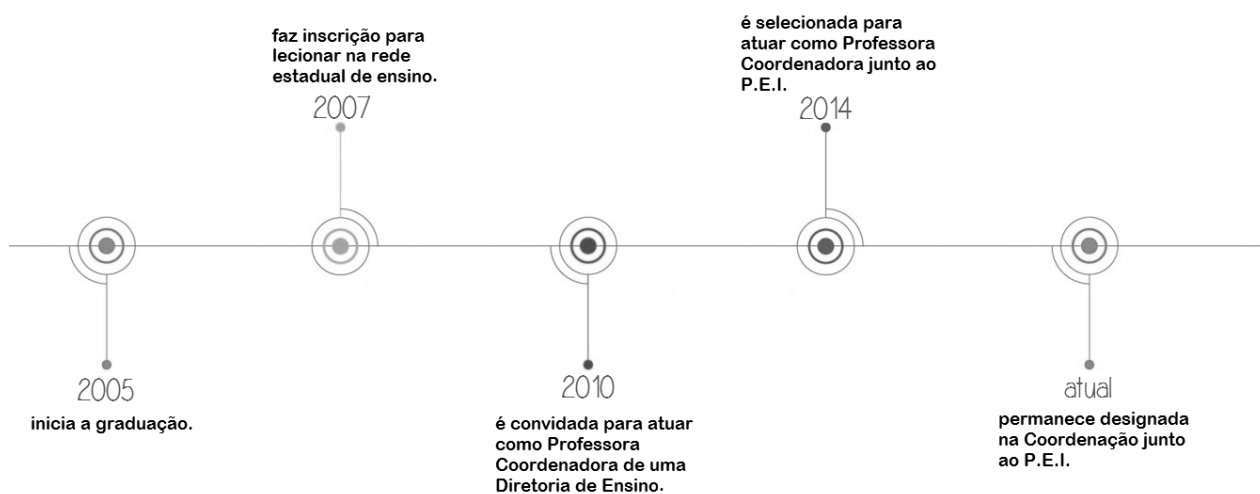 2005
inicia a graduação.
faz inscrição para
lecionar na rede
estadual de ensino.
2007
2010
é convidada para atuar
como Professora
Coordenadora de uma
Diretoria de Ensino.
é selecionada para
atuar como Professora
Coordenadora junto ao
P.E.I.
2014
atual
permanece designada
na Coordenação junto
ao P.E.I.